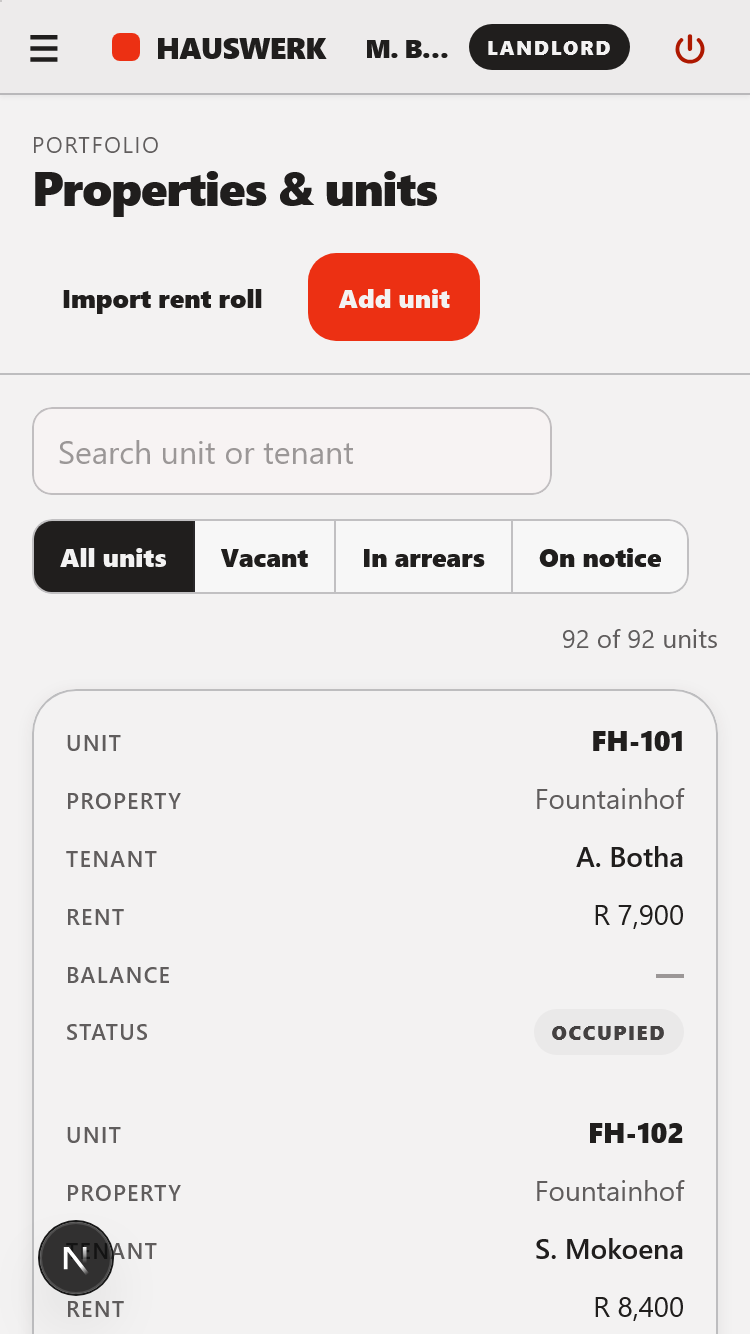 HAUSWERK M. B... LANDLORD
PORTFOLIO
Properties & units
Import rent roll Add unit
Search unit or tenant
All units Vacant In arrears On notice
92 of 92 units
UNIT FH-101
PROPERTY Fountainhof
TENANT A. Botha
RENT R 7,900
BALANCE —
STATUS OCCUPIED
UNIT FH-102
PROPERTY Fountainhof
TENANT S. Mokoena
RENT R 8,400